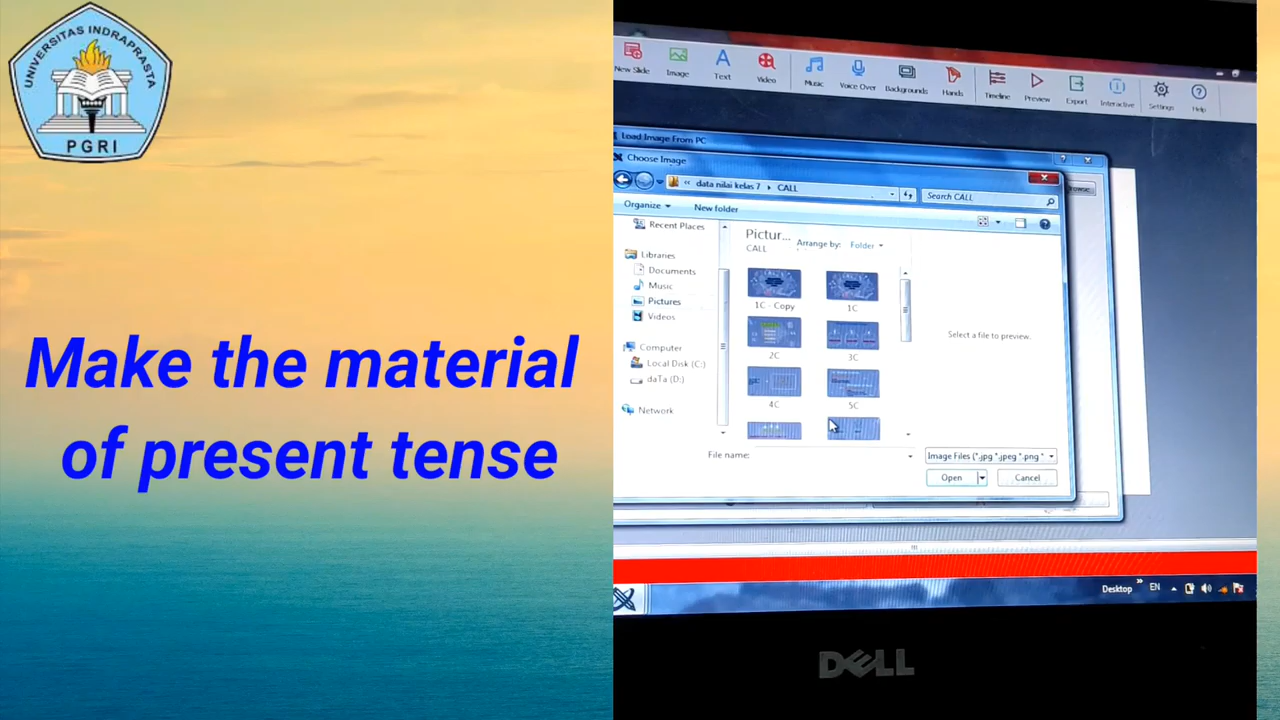 UNIVERSITAS INDRAPRASTA
PGRI
Make the material
of present tense
New Slide
Image
Text
Video
Music
Voice Over
Backgrounds
Hands
Timeline
Preview
Export
Interactive
Settings
Help
Load Image From PC
Choose Image
« data nilai kelas 7 CALL
Search CALL
Browse
Organize
New folder
Recent Places
Libraries
Documents
Music
Pictures
Videos
Computer
Local Disk (C:)
daTa (D:)
Network
Pictur...
CALL
Arrange by: Folder
1C - Copy
1C
2C
3C
4C
5C
Select a file to preview.
File name:
Image Files (*.jpg *.jpeg *.png *
Open
Cancel
Desktop
EN
DELL